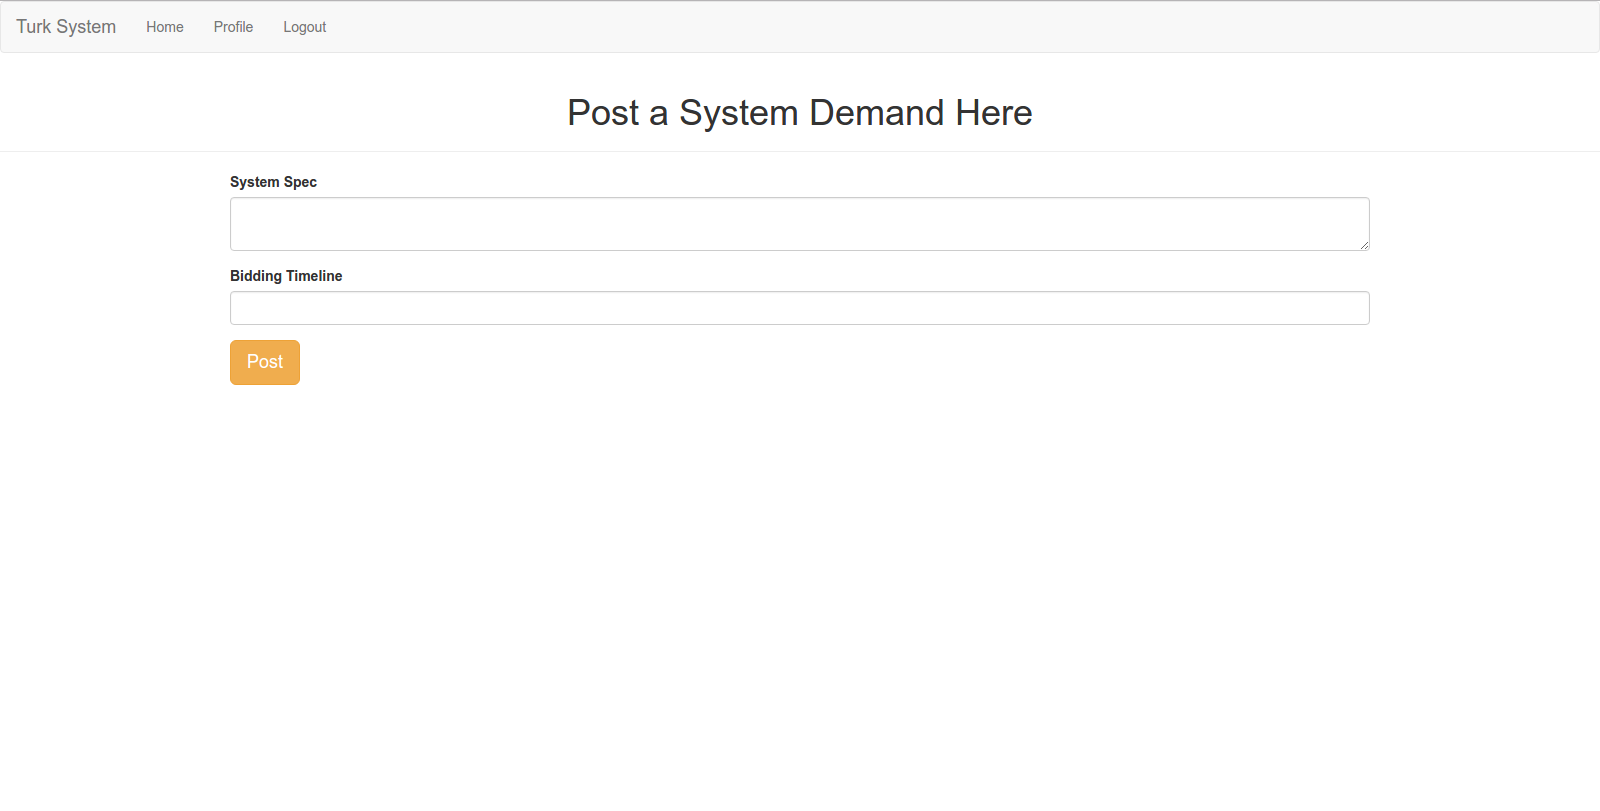 Turk System Home Profile Logout
Post a System Demand Here
System Spec
Bidding Timeline
Post